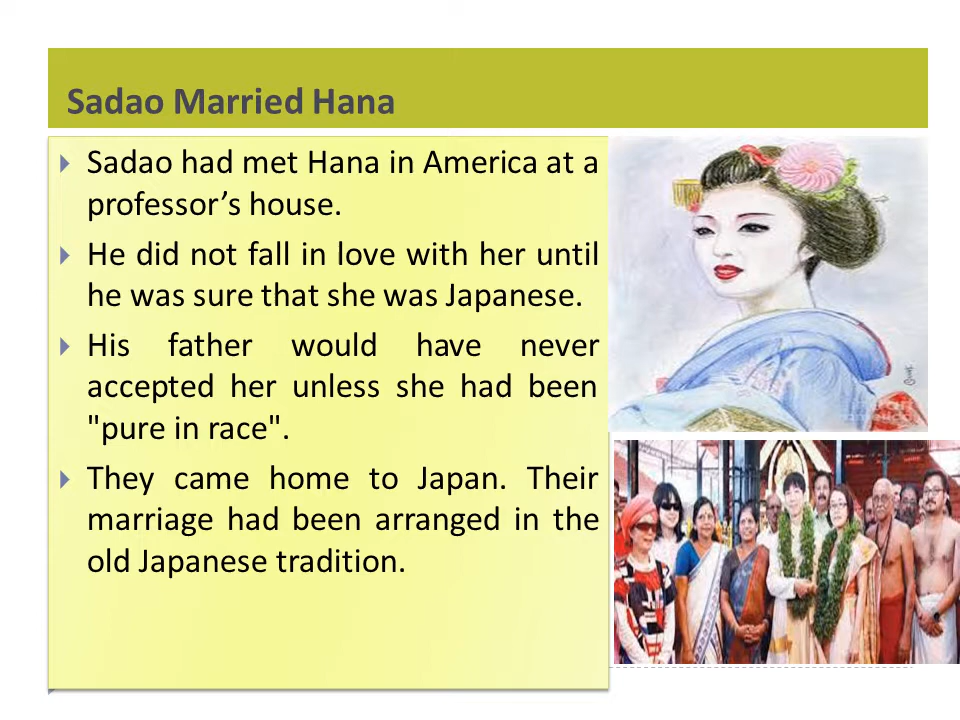 Sadao Married Hana
Sadao had met Hana in America at a
professor’s house.
He did not fall in love with her until
he was sure that she was Japanese.
His father would have never
accepted her unless she had been
"pure in race".
They came home to Japan. Their
marriage had been arranged in the
old Japanese tradition.